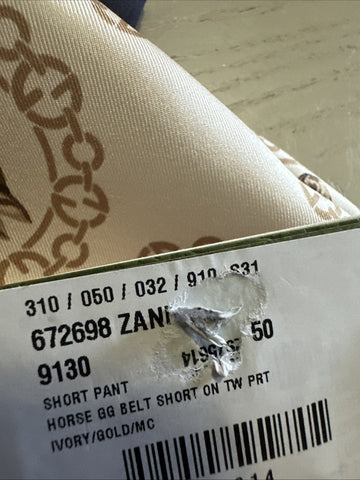 310 / 050 / 032 / 910 S31
672698 ZAN 50
9130
SHORT PANT
HORSE GG BELT SHORT ON TW PRT
IVORY/GOLD/MC